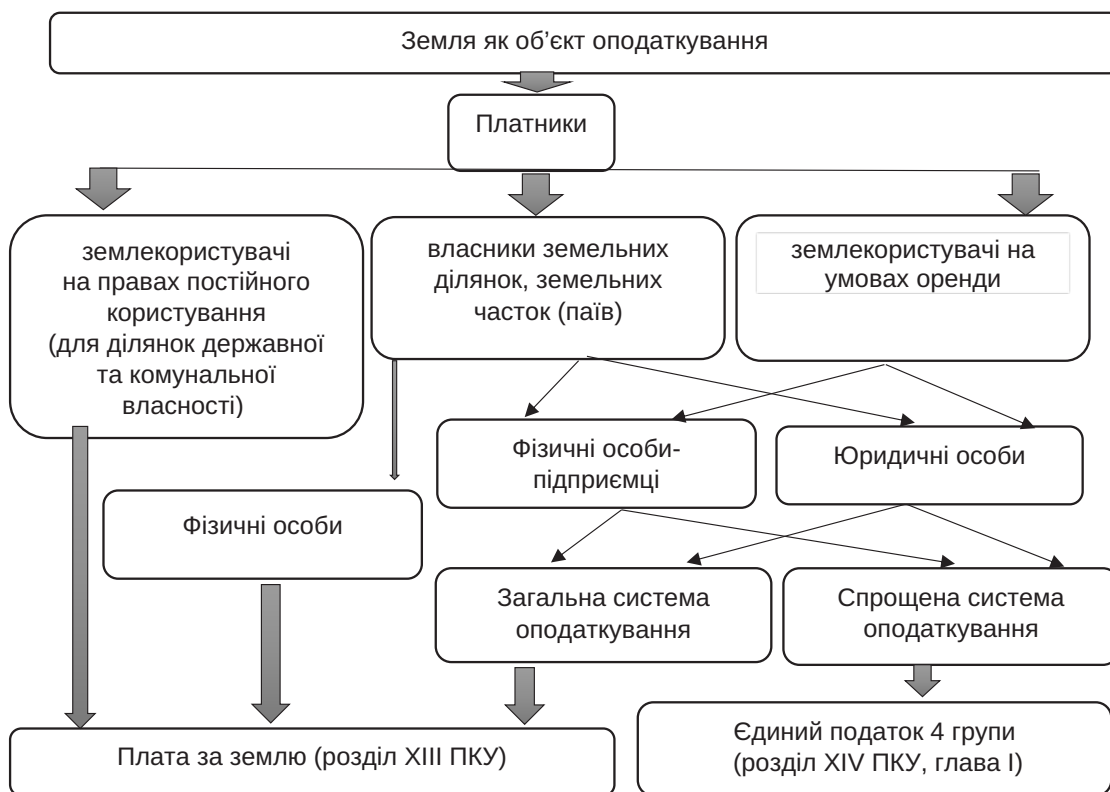 Земля як об’єкт оподаткування
Платники
землекористувачі
на правах постійного
користування
(для ділянок державної
та комунальної
власності)
власники земельних
ділянок, земельних
часток (паїв)
землекористувачі на
умовах оренди
Фізичні особи-
підприємці
Юридичні особи
Фізичні особи
Загальна система
оподаткування
Спрощена система
оподаткування
Плата за землю (розділ XIII ПКУ)
Єдиний податок 4 групи
(розділ XIV ПКУ, глава I)